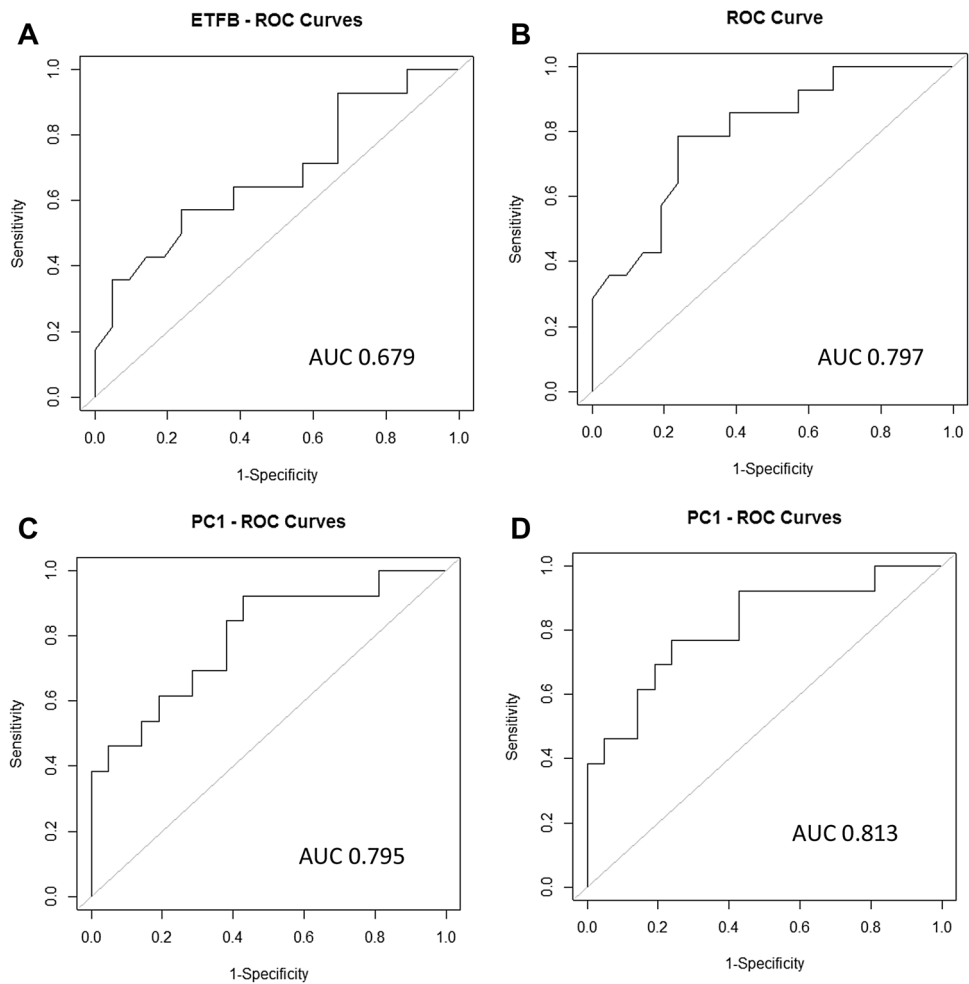 A
ETFB - ROC Curves
Sensitivity
1.0
0.8
0.6
0.4
0.2
0.0
AUC 0.679
0.0 0.2 0.4 0.6 0.8 1.0
1-Specificity
B
ROC Curve
Sensitivity
1.0
0.8
0.6
0.4
0.2
0.0
AUC 0.797
0.0 0.2 0.4 0.6 0.8 1.0
1-Specificity
C
PC1 - ROC Curves
Sensitivity
1.0
0.8
0.6
0.4
0.2
0.0
AUC 0.795
0.0 0.2 0.4 0.6 0.8 1.0
1-Specificity
D
PC1 - ROC Curves
Sensitivity
1.0
0.8
0.6
0.4
0.2
0.0
AUC 0.813
0.0 0.2 0.4 0.6 0.8 1.0
1-Specificity